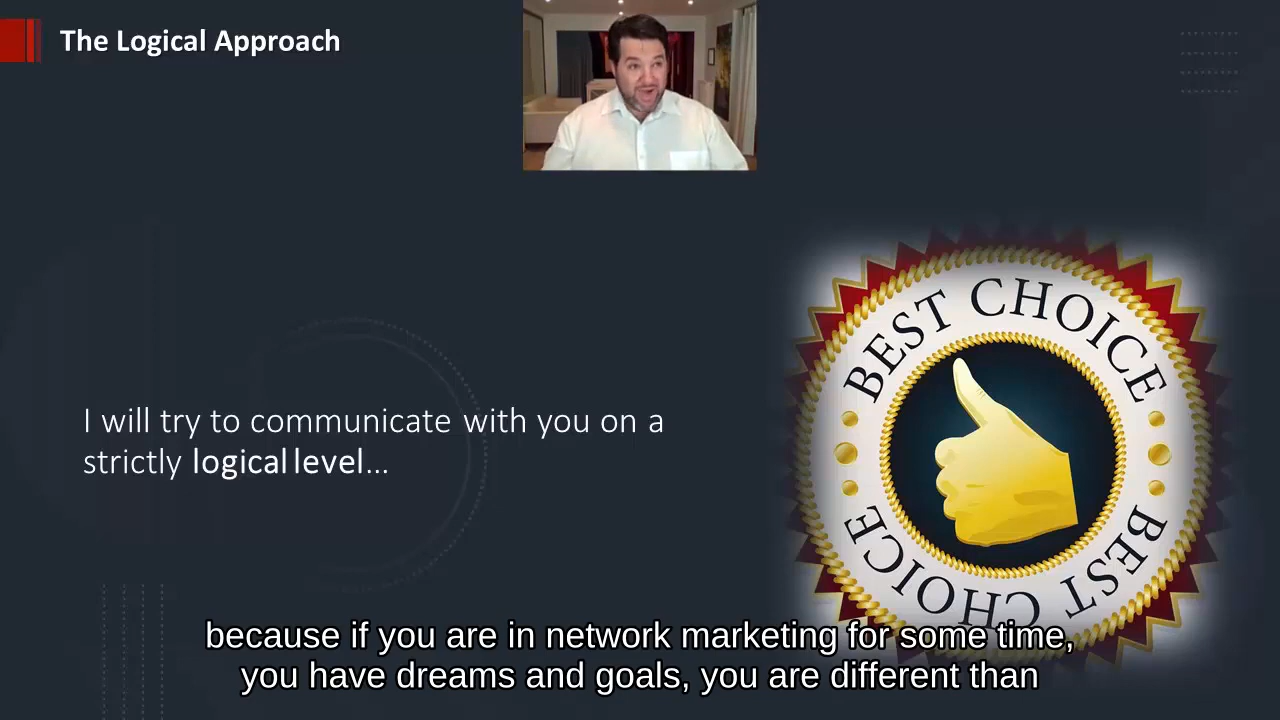 The Logical Approach
BEST CHOICE
I will try to communicate with you on a
strictly logical level...
BEST CHOICE
because if you are in network marketing for some time,
you have dreams and goals, you are different than